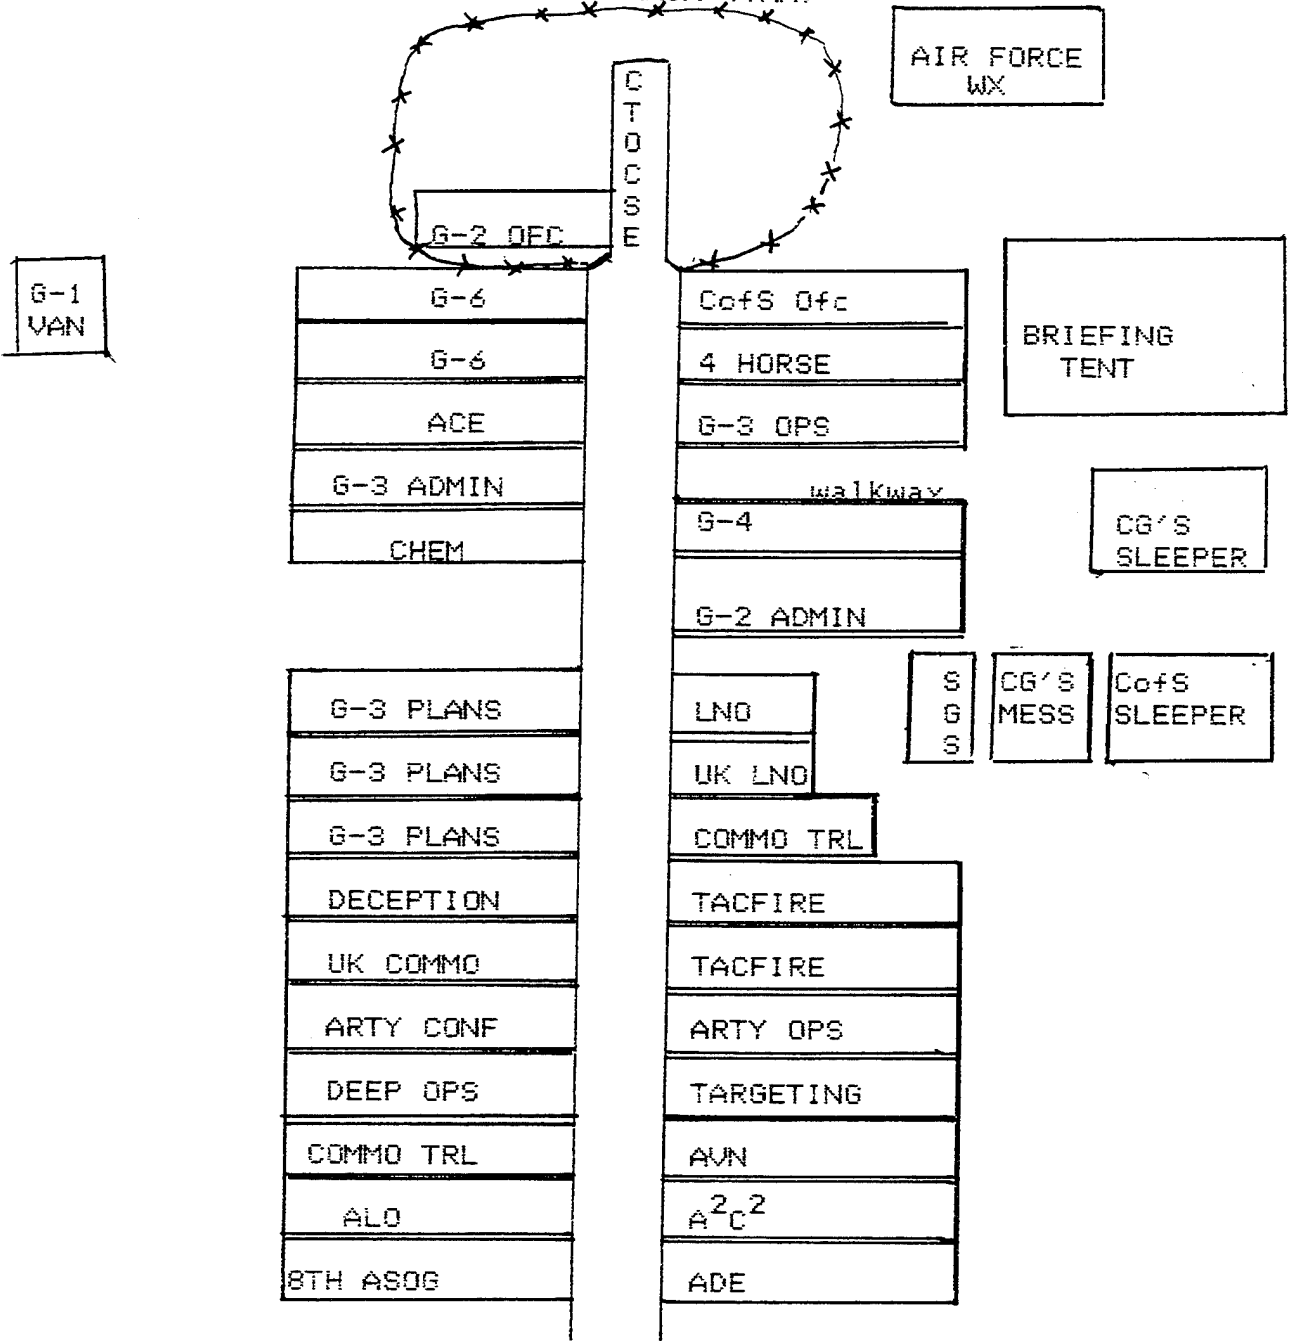 AIR FORCE
WX
C
T
O
C
S
E
G-2 OFC
G-1
VAN
G-6
G-6
ACE
G-3 ADMIN
CHEM
CofS Ofc
4 HORSE
G-3 OPS
walkway
G-4
G-2 ADMIN
BRIEFING
TENT
CG'S
SLEEPER
S
G
S
CG'S
MESS
CofS
SLEEPER
G-3 PLANS
G-3 PLANS
G-3 PLANS
DECEPTION
UK COMMO
ARTY CONF
DEEP OPS
COMMO TRL
ALO
8TH ASOG
LNO
UK LNO
COMMO TRL
TACFIRE
TACFIRE
ARTY OPS
TARGETING
AVN
A²C²
ADE